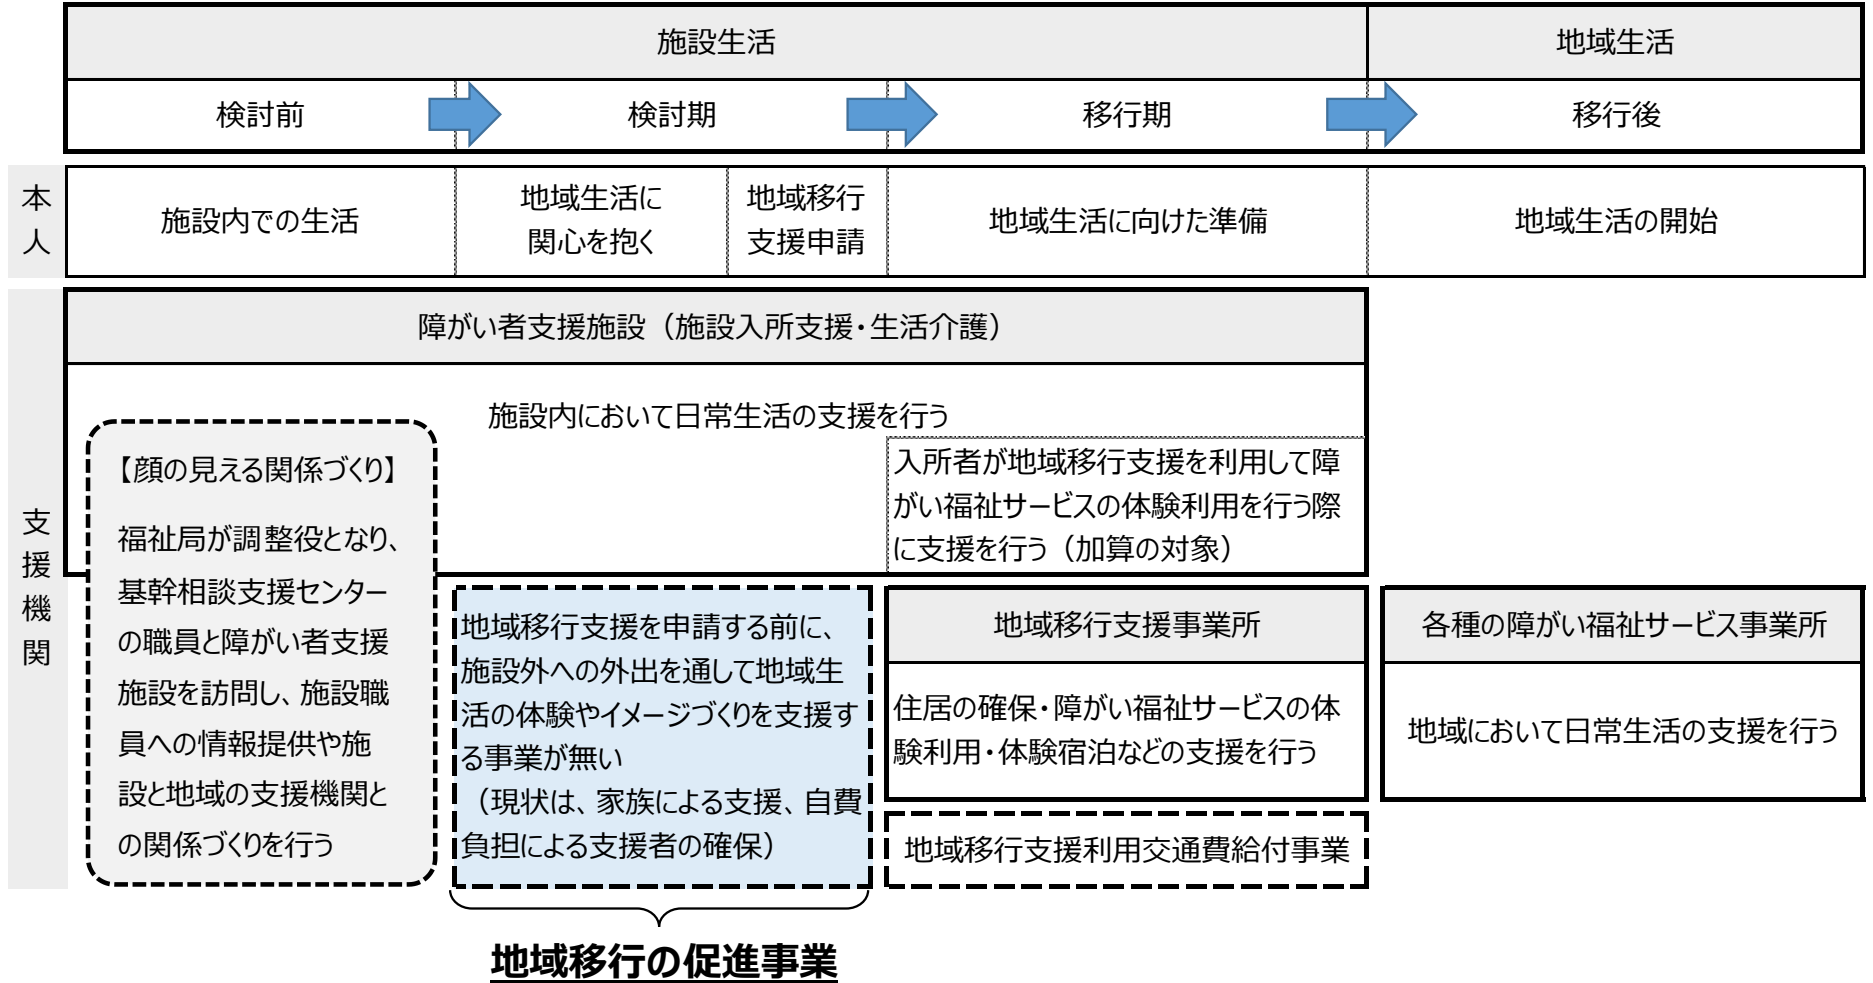 施設生活
地域生活
検討前
検討期
移行期
移行後
本人
施設内での生活
地域生活に
関心を抱く
地域移行
支援申請
地域生活に向けた準備
地域生活の開始
支援機関
障がい者支援施設（施設入所支援・生活介護）
施設内において日常生活の支援を行う
【顔の見える関係づくり】
福祉局が調整役となり、
基幹相談支援センター
の職員と障がい者支援
施設を訪問し、施設職
員への情報提供や施
設と地域の支援機関と
の関係づくりを行う
入所者が地域移行支援を利用して障
がい福祉サービスの体験利用を行う際
に支援を行う（加算の対象）
地域移行支援を申請する前に、
施設外への外出を通して地域生
活の体験やイメージづくりを支援す
る事業が無い
（現状は、家族による支援、自費
負担による支援者の確保）
地域移行支援事業所
住居の確保・障がい福祉サービスの体
験利用・体験宿泊などの支援を行う
地域移行支援利用交通費給付事業
各種の障がい福祉サービス事業所
地域において日常生活の支援を行う
地域移行の促進事業